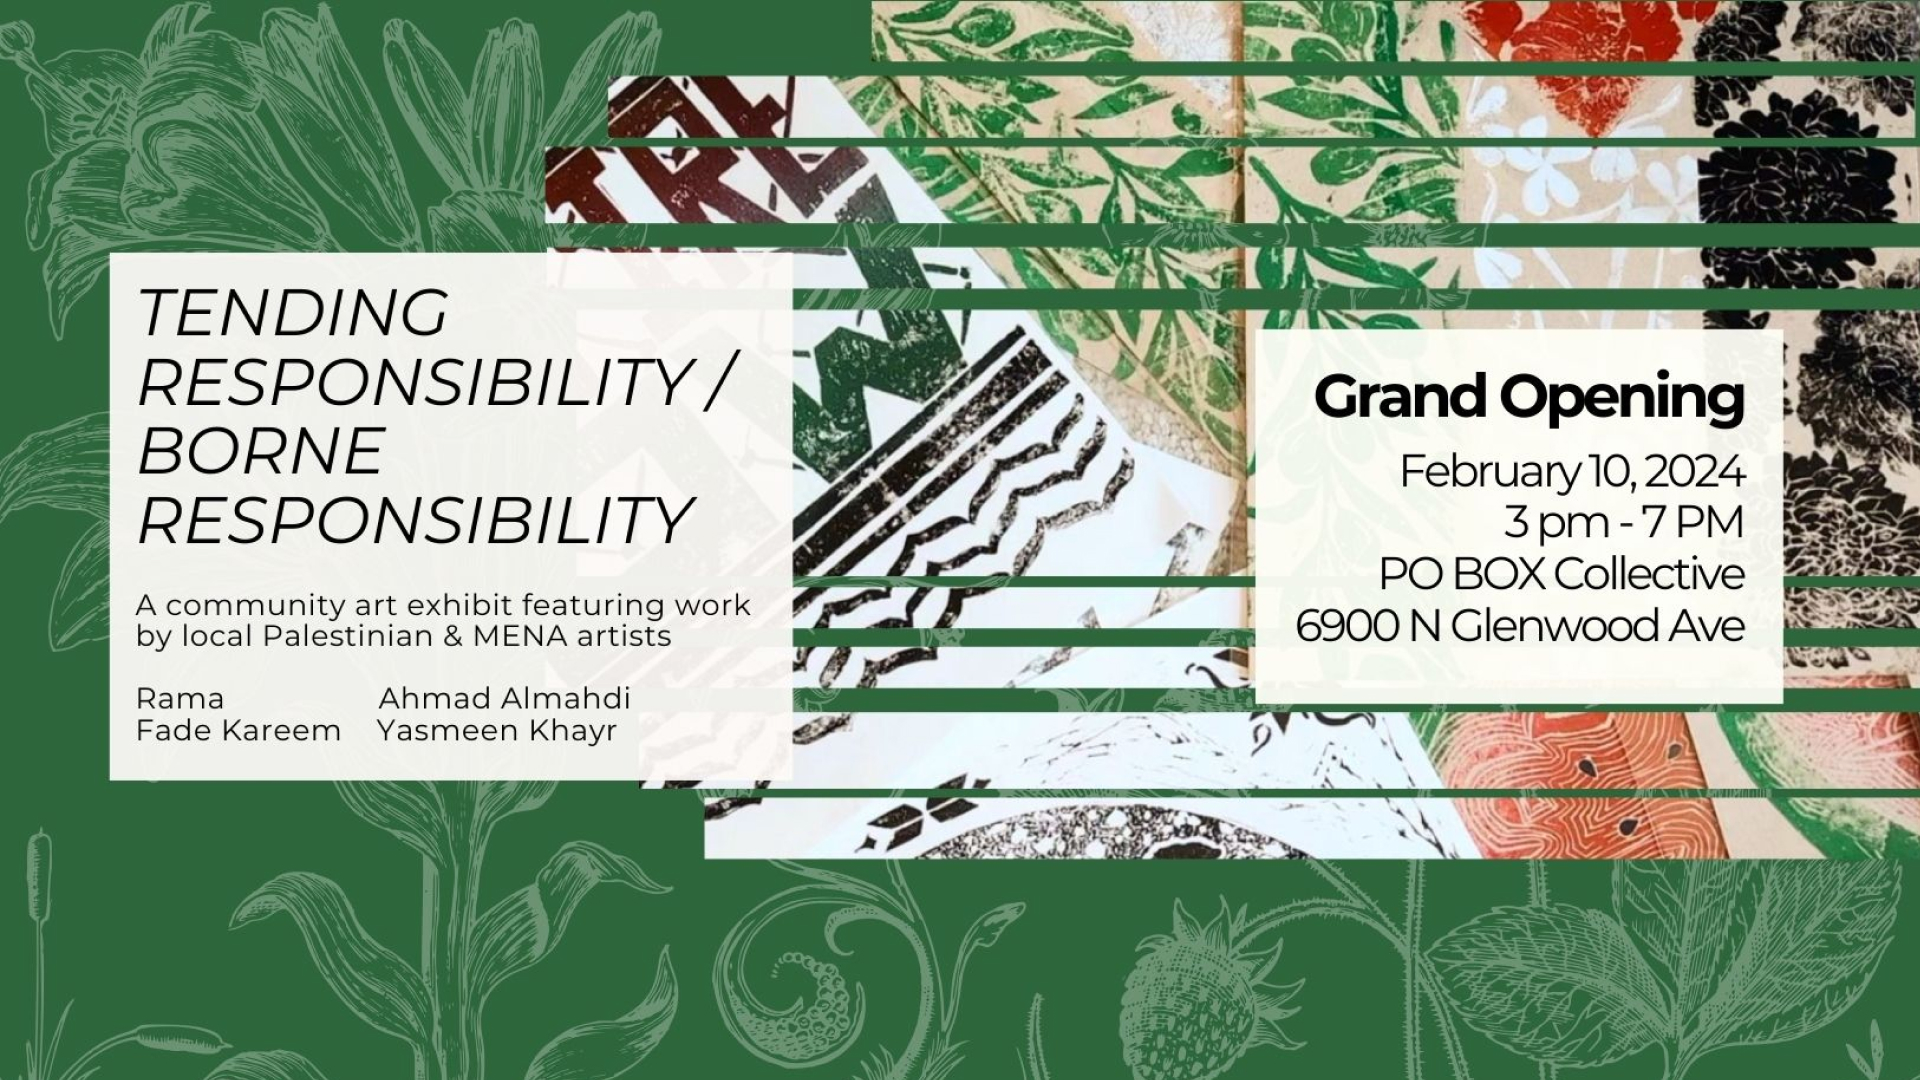 TENDING
RESPONSIBILITY /
BORNE
RESPONSIBILITY
A community art exhibit featuring work
by local Palestinian & MENA artists
Rama Ahmad Almahdi
Fade Kareem Yasmeen Khayr
Grand Opening
February 10, 2024
3 pm - 7 PM
PO BOX Collective
6900 N Glenwood Ave